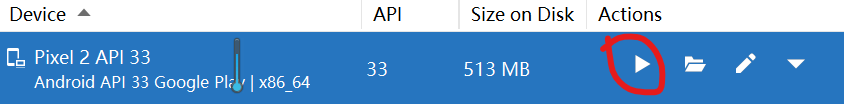 Device API Size on Disk Actions
Pixel 2 API 33
Android API 33 Google Play | x86_64 33 513 MB